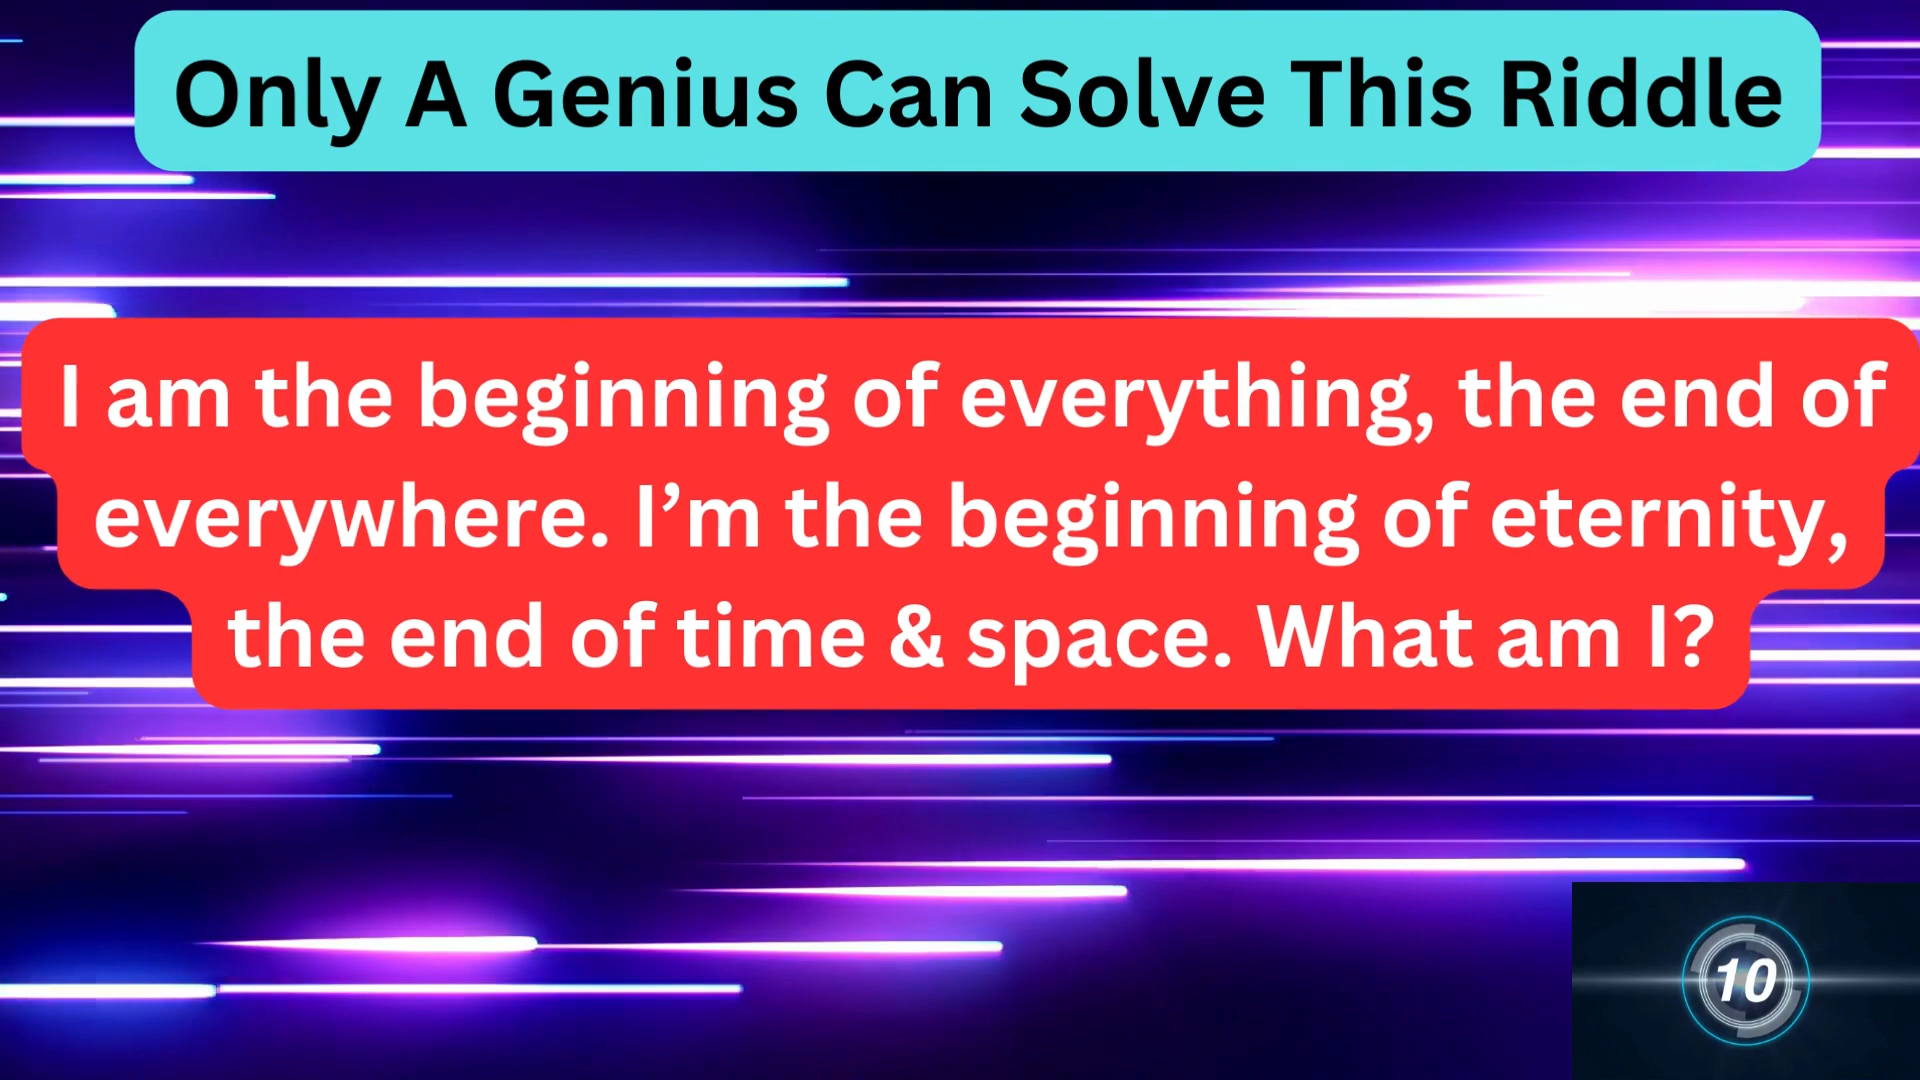 Only A Genius Can Solve This Riddle
I am the beginning of everything, the end of
everywhere. I’m the beginning of eternity,
the end of time & space. What am I?
10